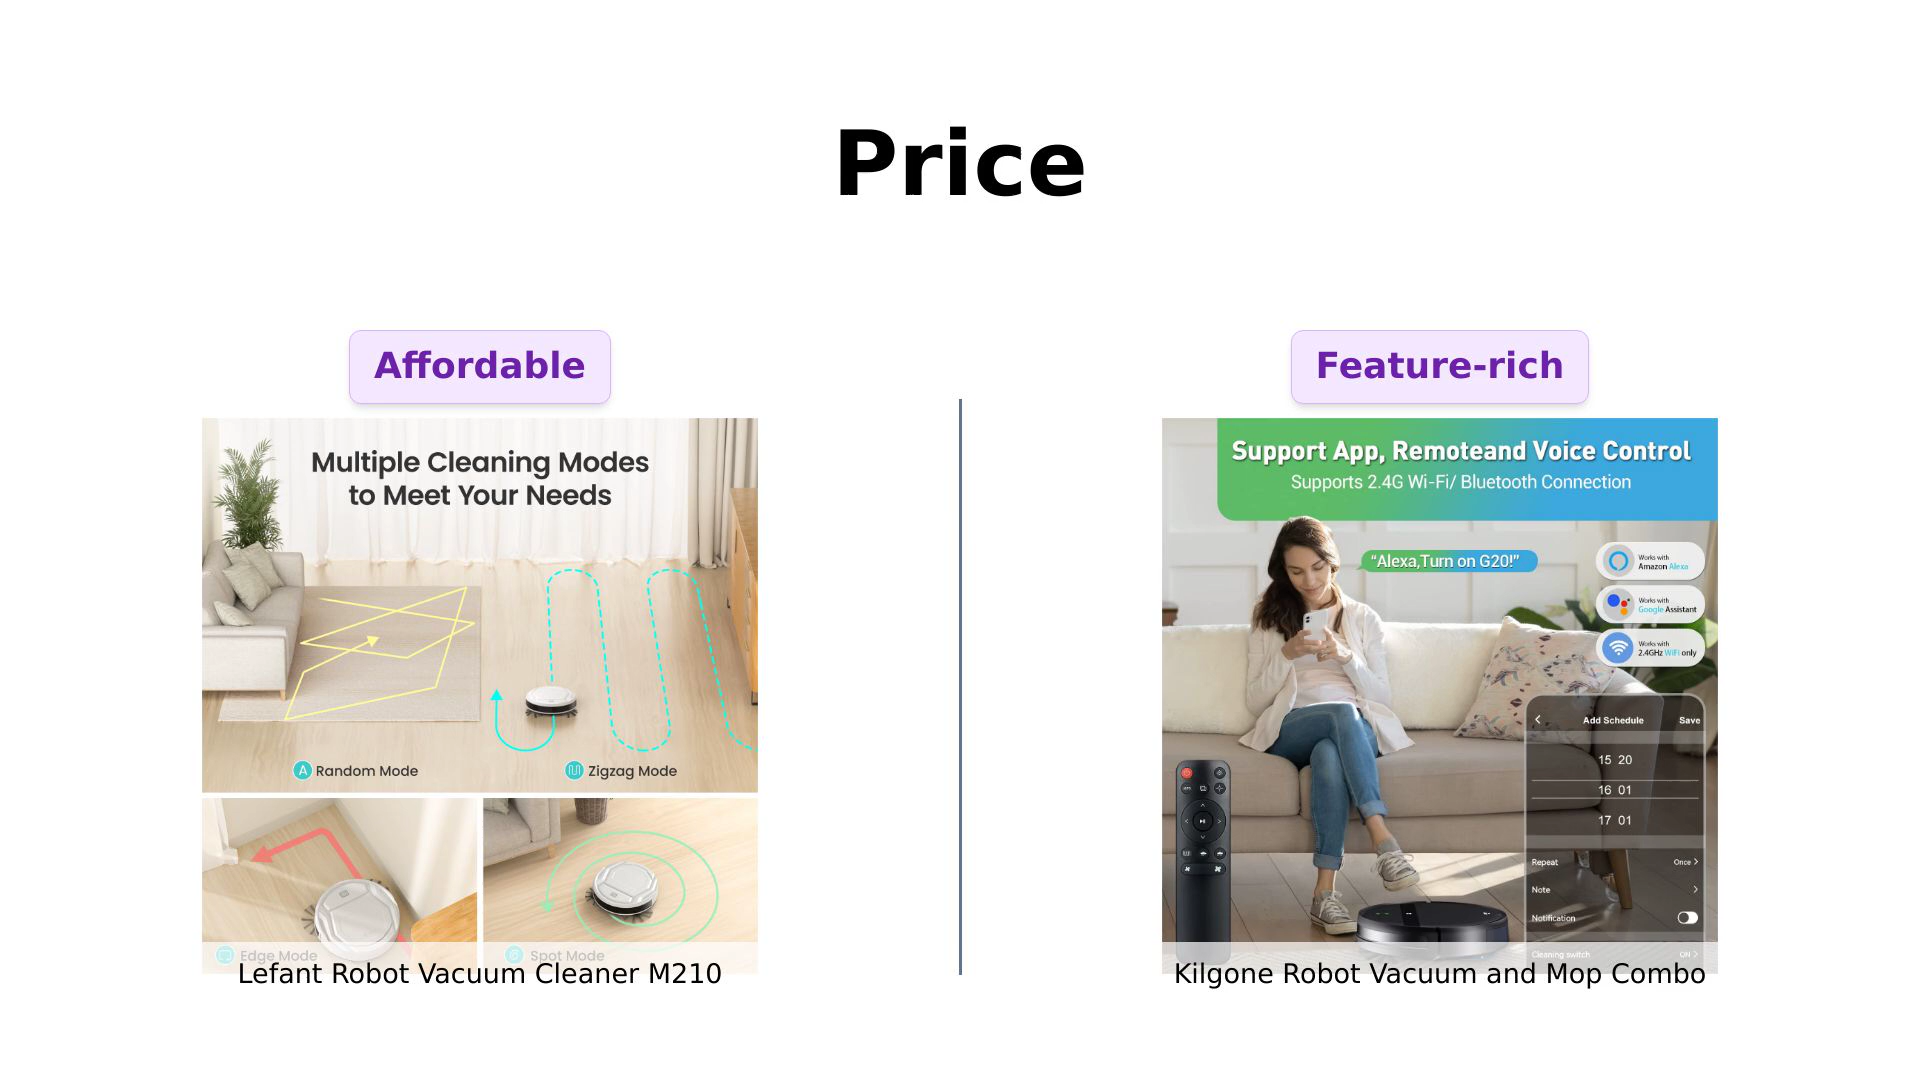 Price
Affordable
Multiple Cleaning Modes
to Meet Your Needs
A Random Mode
Zigzag Mode
Edge Mode
Spot Mode
Lefant Robot Vacuum Cleaner M210
Feature-rich
Support App, Remoteand Voice Control
Supports 2.4G Wi-Fi/ Bluetooth Connection
“Alexa,Turn on G20!”
Works with
Amazon Alexa
Works with
Google Assistant
Works with
2.4GHz WiFi only
Add Schedule Save
15 20
16 01
17 01
Repeat Once
Note
Notification
Cleaning switch ON
Kilgone Robot Vacuum and Mop Combo